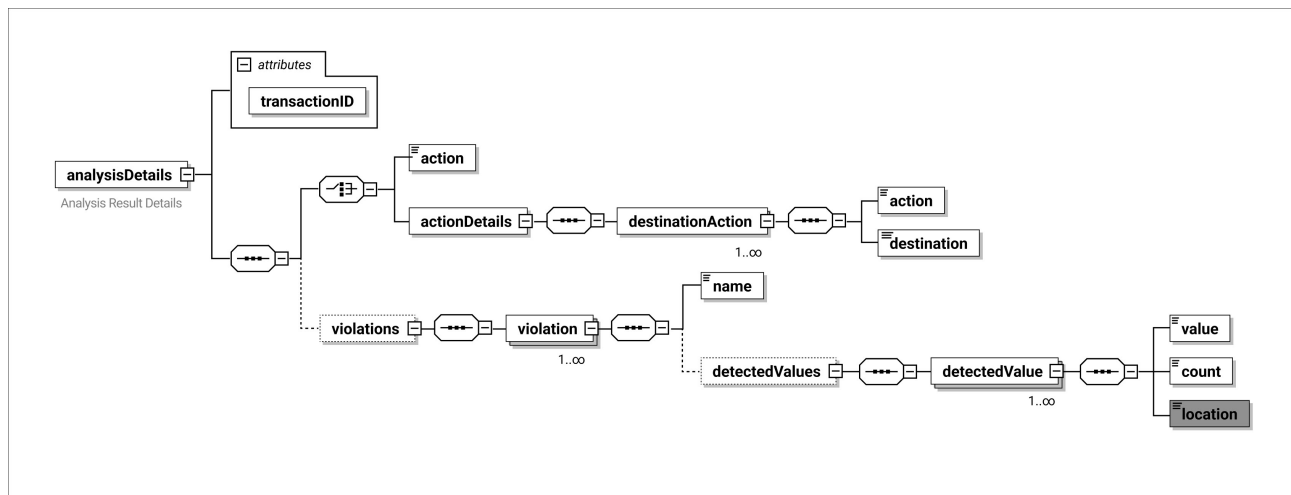 attributes
transactionID
analysisDetails
Analysis Result Details
action
actionDetails
destinationAction
1..∞
action
destination
violations
violation
1..∞
name
detectedValues
detectedValue
1..∞
value
count
location